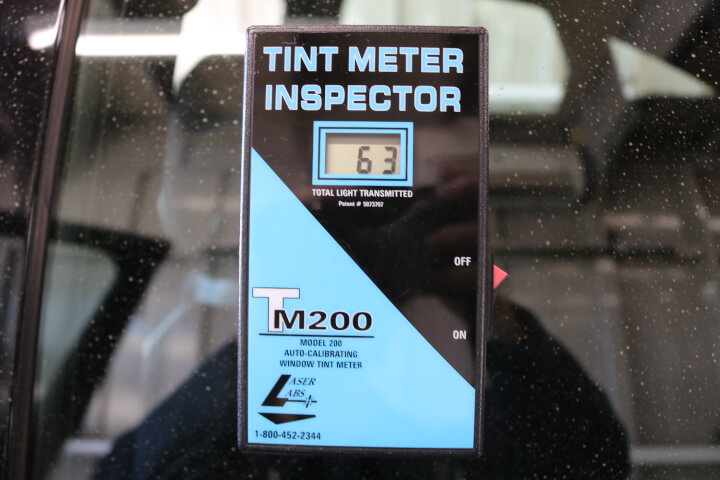 TINT METER
INSPECTOR
63
TOTAL LIGHT TRANSMITTED
Patent # 5073767
OFF
ON
TM200
MODEL 200
AUTO-CALIBRATING
WINDOW TINT METER
LASER
LABS
1-800-452-2344